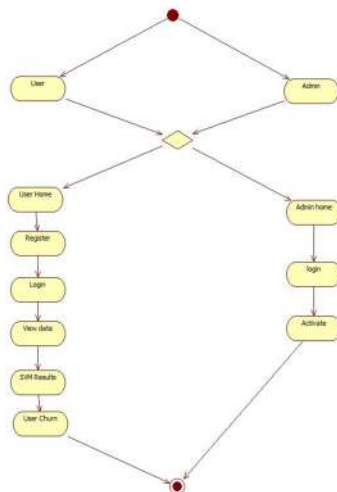 User
Admin
User Home
Admin home
Register
login
Login
Activate
View data
SVM Results
User Churn